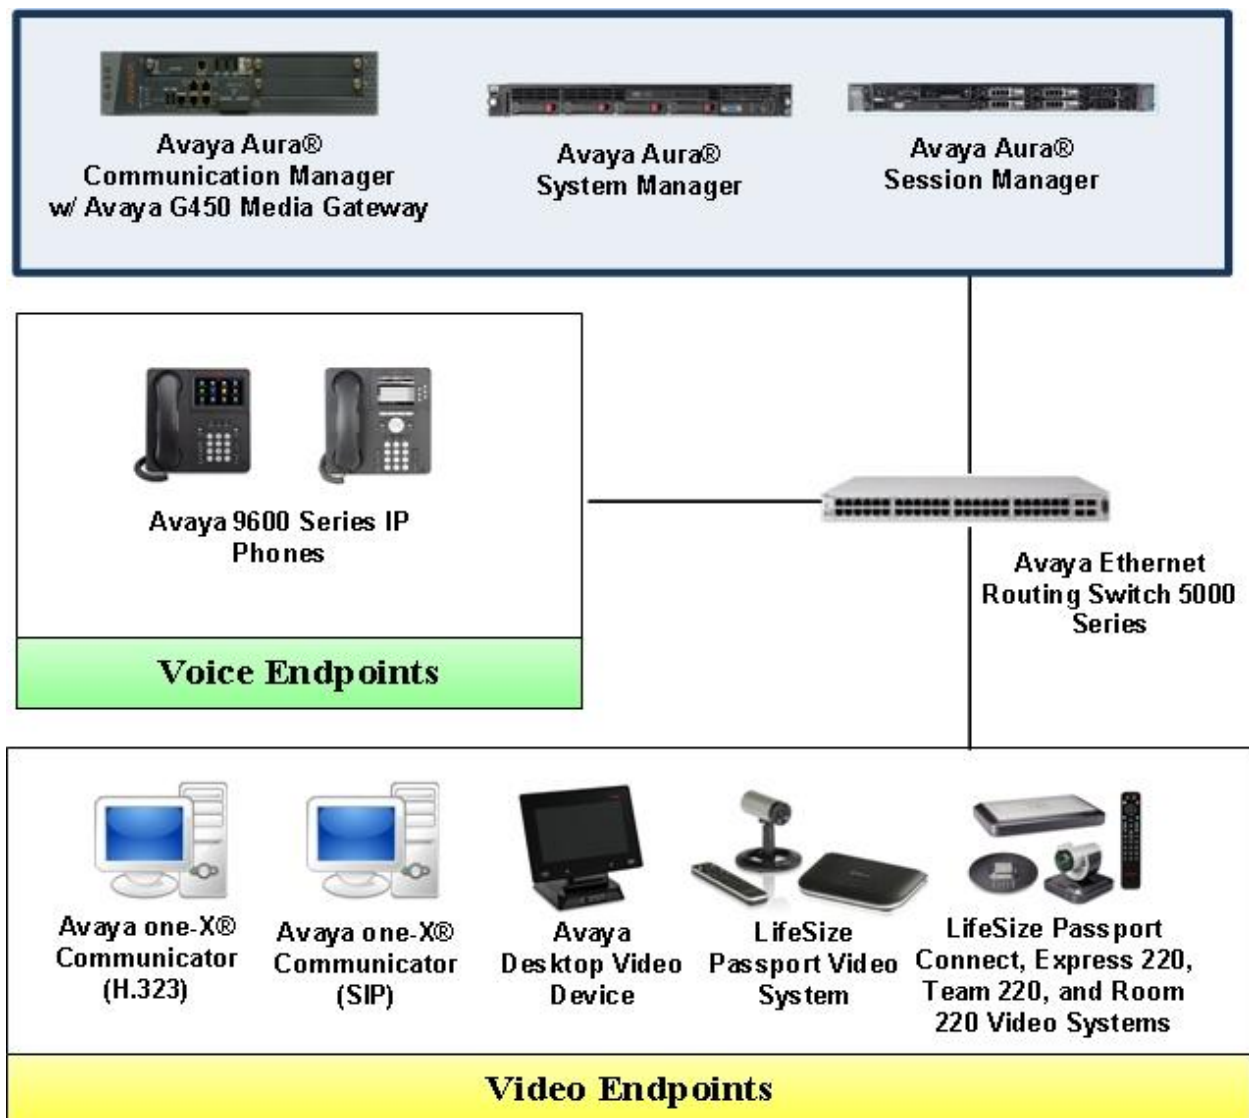 Avaya Aura®
Communication Manager
w/ Avaya G450 Media Gateway
Avaya Aura®
System Manager
Avaya Aura®
Session Manager
Avaya 9600 Series IP
Phones
Voice Endpoints
Avaya Ethernet
Routing Switch 5000
Series
Avaya one-X®
Communicator
(H.323)
Avaya one-X®
Communicator
(SIP)
Avaya
Desktop Video
Device
LifeSize
Passport Video
System
LifeSize Passport
Connect, Express 220,
Team 220, and Room
220 Video Systems
Video Endpoints